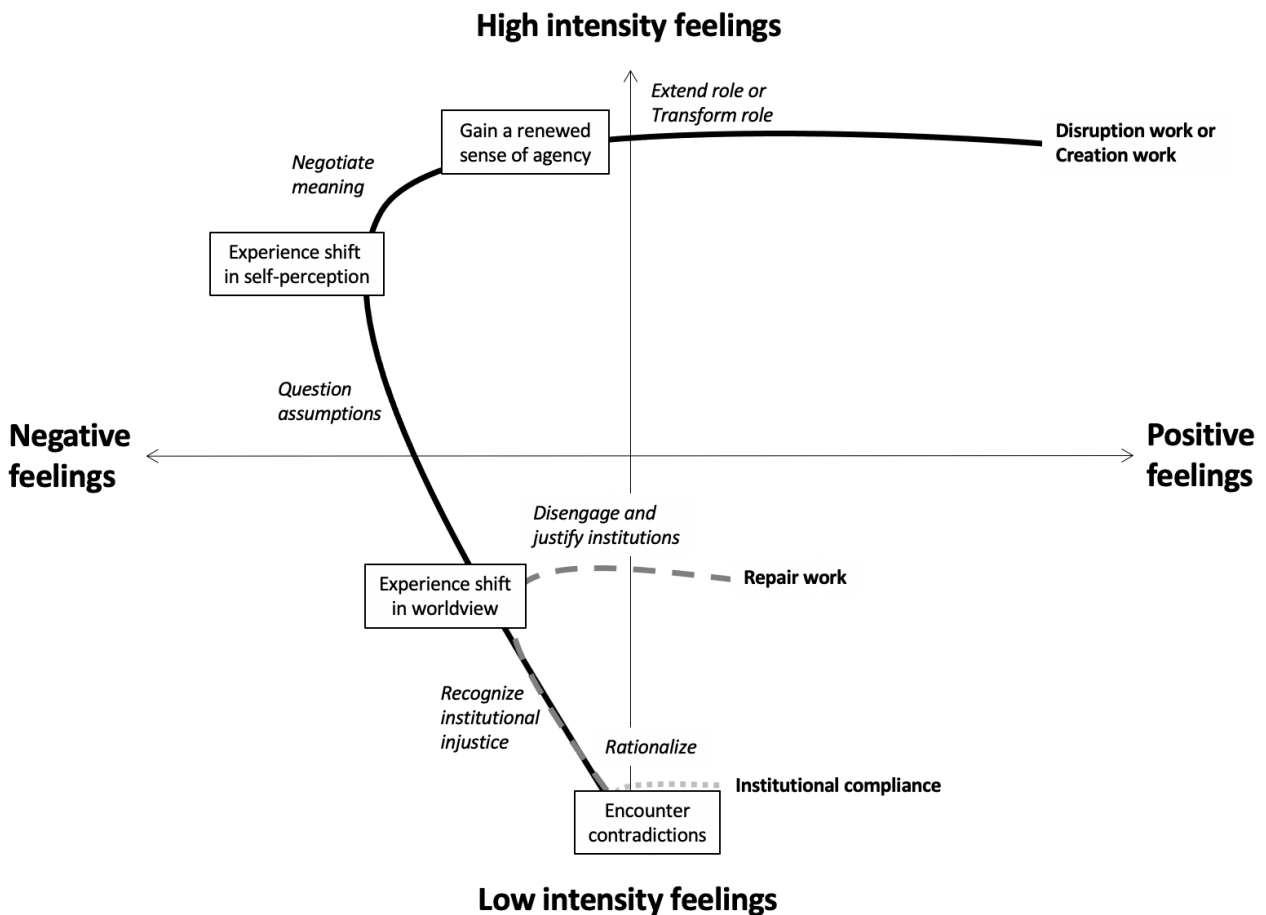 High intensity feelings
Extend role or
Transform role
Gain a renewed
sense of agency
Disruption work or
Creation work
Negotiate
meaning
Experience shift
in self-perception
Question
assumptions
Negative
feelings
Positive
feelings
Disengage and
justify institutions
Experience shift
in worldview
Repair work
Recognize
institutional
injustice
Rationalize
Institutional compliance
Encounter
contradictions
Low intensity feelings